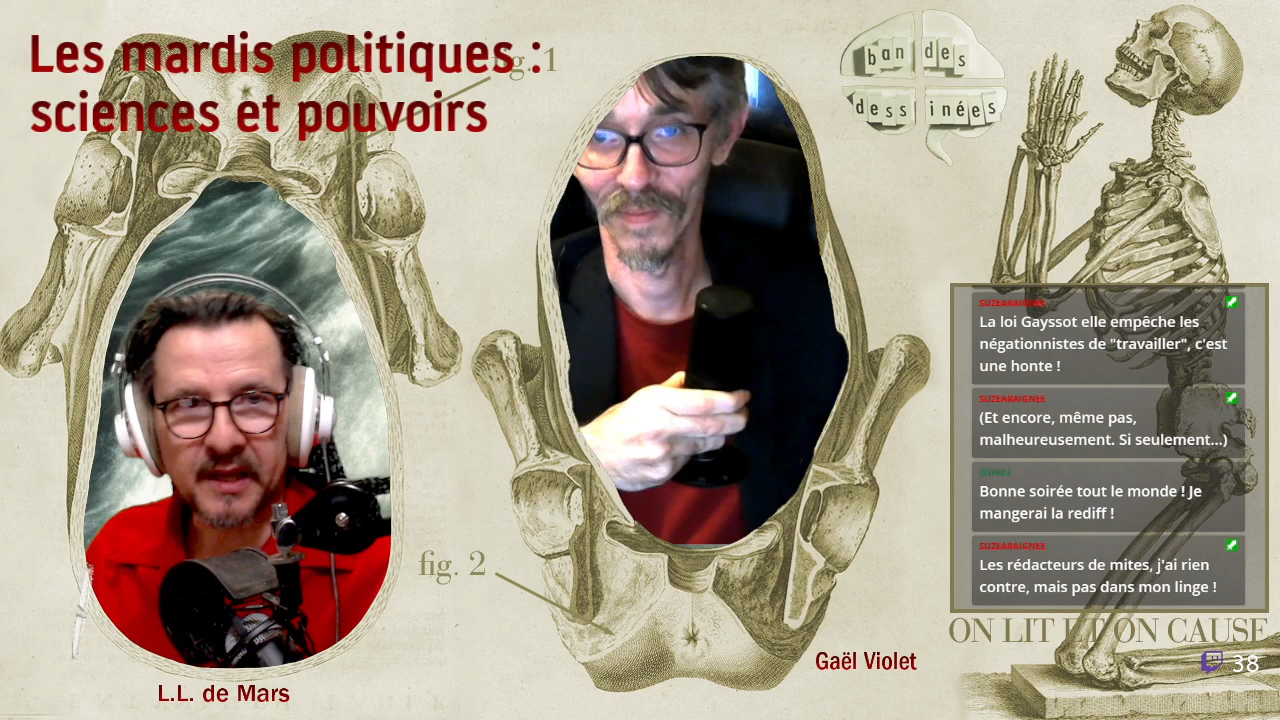 Les mardis politiques :
sciences et pouvoirs
fig. 1
ban des
dessinées
SUZEARAIGNEE
La loi Gayssot elle empêche les
négationnistes de "travailler", c'est
une honte !
SUZEARAIGNEE
(Et encore, même pas,
malheureusement. Si seulement...)
Bonne soirée tout le monde ! Je
mangerai la rediff !
SUZEARAIGNEE
Les rédacteurs de mites, j'ai rien
contre, mais pas dans mon linge !
fig. 2
ON LIT ET ON CAUSE
38
Gaël Violet
L.L. de Mars